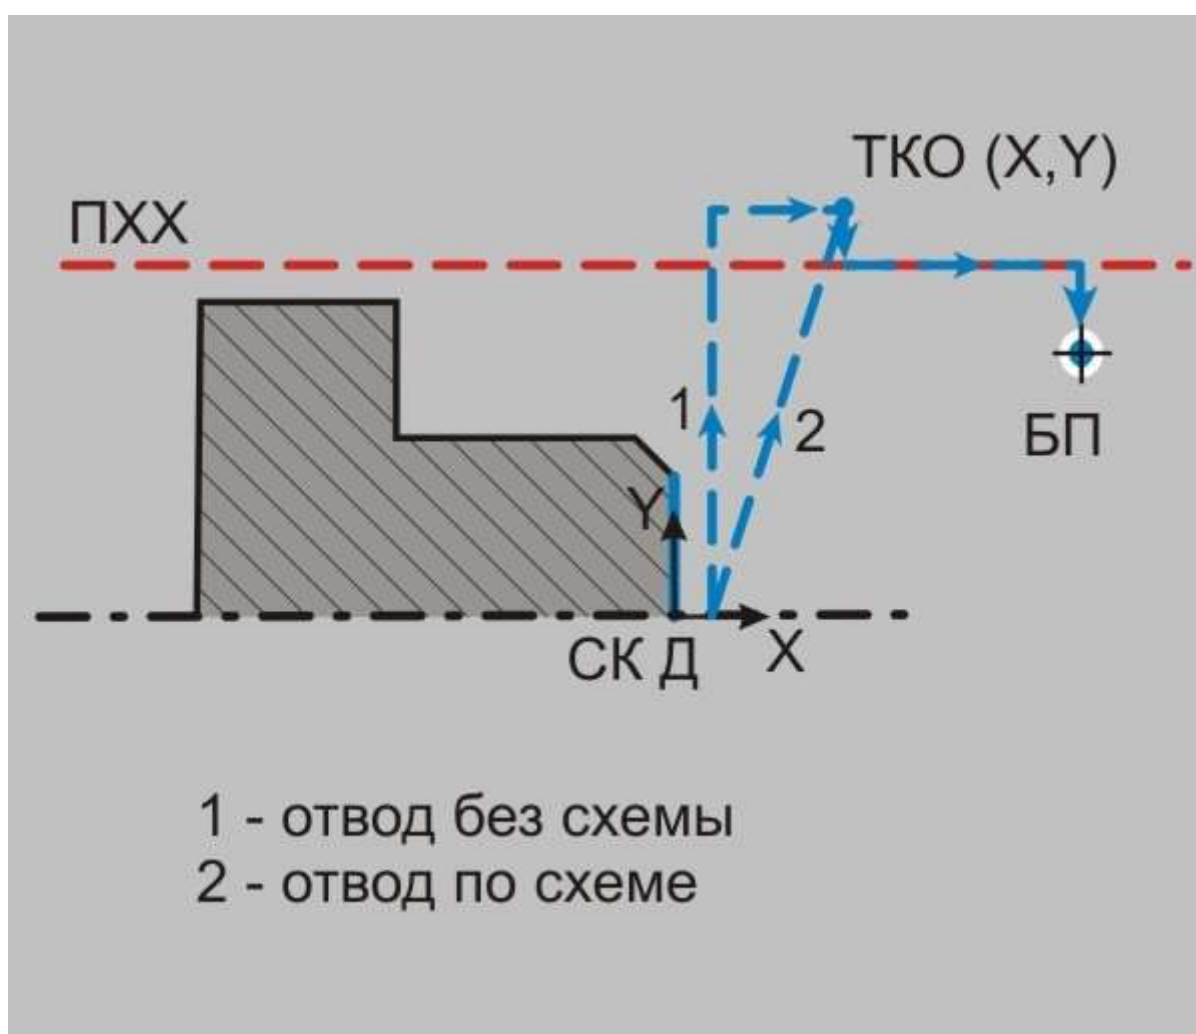 ТКО (X,Y)
ПХХ
1
2
БП
Y
СК Д
X
1 - отвод без схемы
2 - отвод по схеме